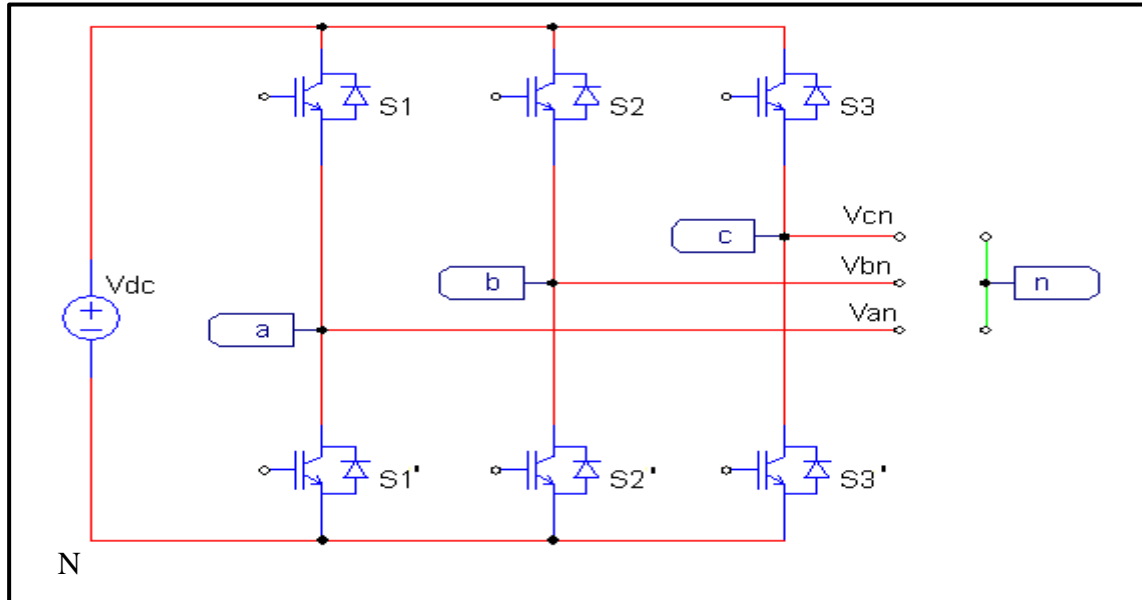 S1 S2 S3
Vcn
c
Vbn
b
n
Vdc
Van
a
S1' S2' S3'
N